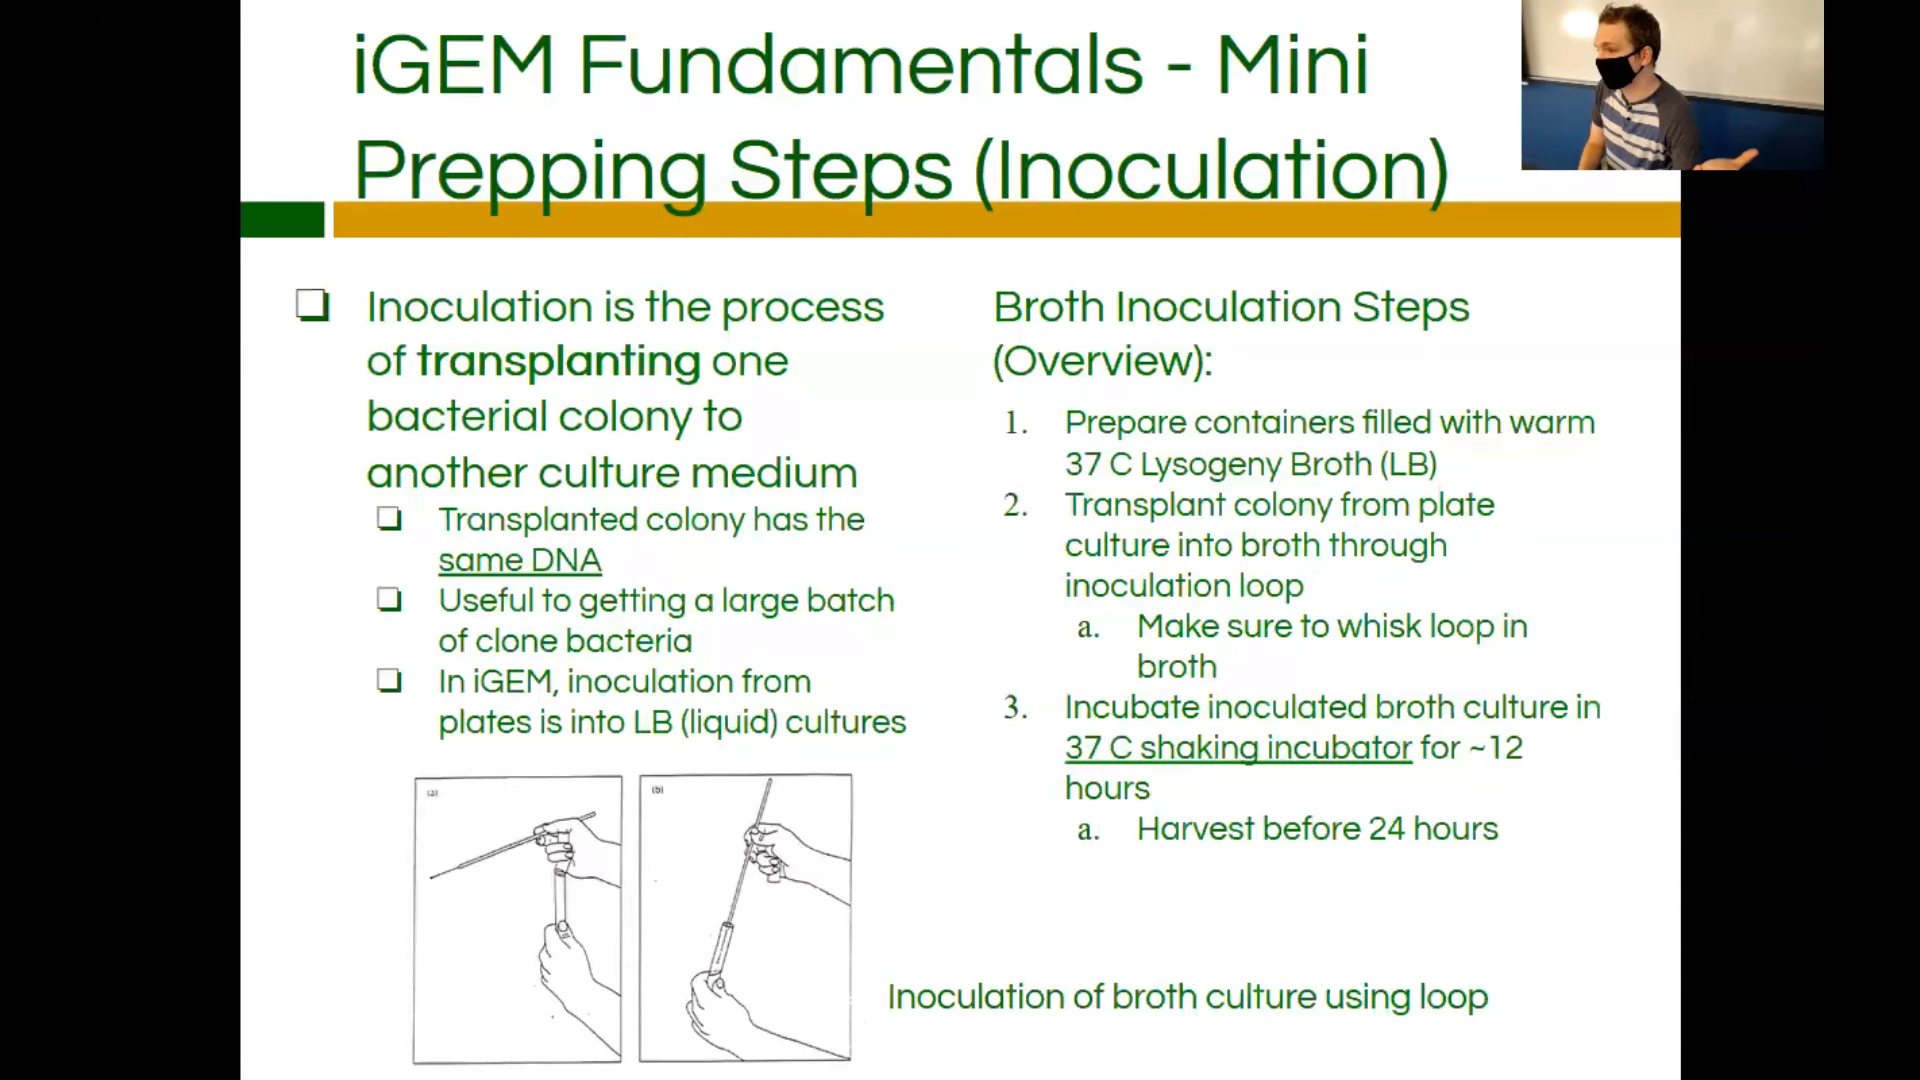 iGEM Fundamentals - Mini
Prepping Steps (Inoculation)
Inoculation is the process
of transplanting one
bacterial colony to
another culture medium
Transplanted colony has the
same DNA
Useful to getting a large batch
of clone bacteria
In iGEM, inoculation from
plates is into LB (liquid) cultures
(a)
(b)
Broth Inoculation Steps
(Overview):
1. Prepare containers filled with warm
37 C Lysogeny Broth (LB)
2. Transplant colony from plate
culture into broth through
inoculation loop
a. Make sure to whisk loop in
broth
3. Incubate inoculated broth culture in
37 C shaking incubator for ~12
hours
a. Harvest before 24 hours
Inoculation of broth culture using loop